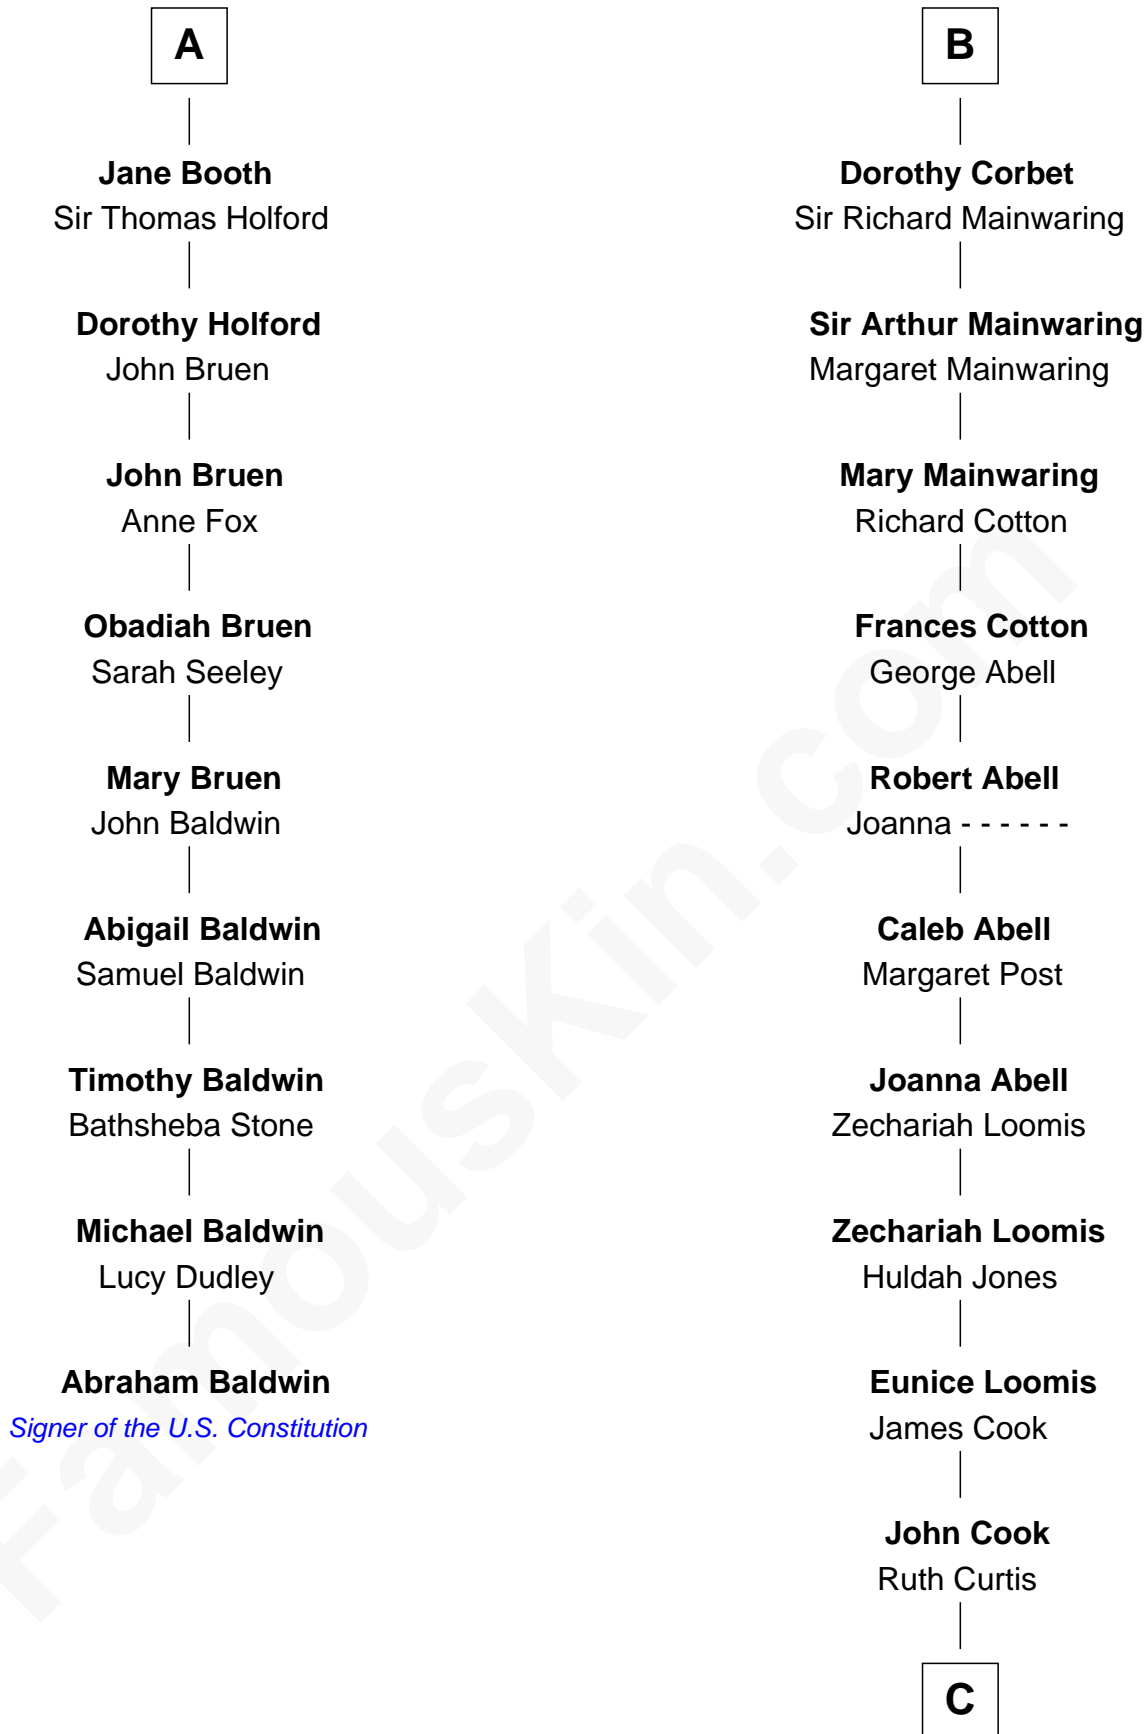 A
Jane Booth
Sir Thomas Holford
Dorothy Holford
John Bruen
John Bruen
Anne Fox
Obadiah Bruen
Sarah Seeley
Mary Bruen
John Baldwin
Abigail Baldwin
Samuel Baldwin
Timothy Baldwin
Bathsheba Stone
Michael Baldwin
Lucy Dudley
Abraham Baldwin
Signer of the U.S. Constitution
B
Dorothy Corbet
Sir Richard Mainwaring
Sir Arthur Mainwaring
Margaret Mainwaring
Mary Mainwaring
Richard Cotton
Frances Cotton
George Abell
Robert Abell
Joanna - - - - - -
Caleb Abell
Margaret Post
Joanna Abell
Zechariah Loomis
Zechariah Loomis
Huldah Jones
Eunice Loomis
James Cook
John Cook
Ruth Curtis
C
FamousKin.com